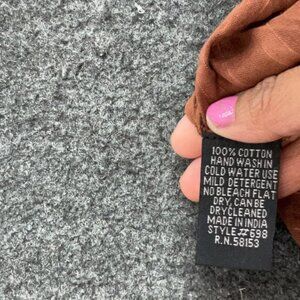 100% COTTON
HAND WASH IN
COLD WATER USE
MILD DETERGENT
NO BLEACH FLAT
DRY, CAN BE
DRYCLEANED
MADE IN INDIA
STYLE # 698
R.N. 58153